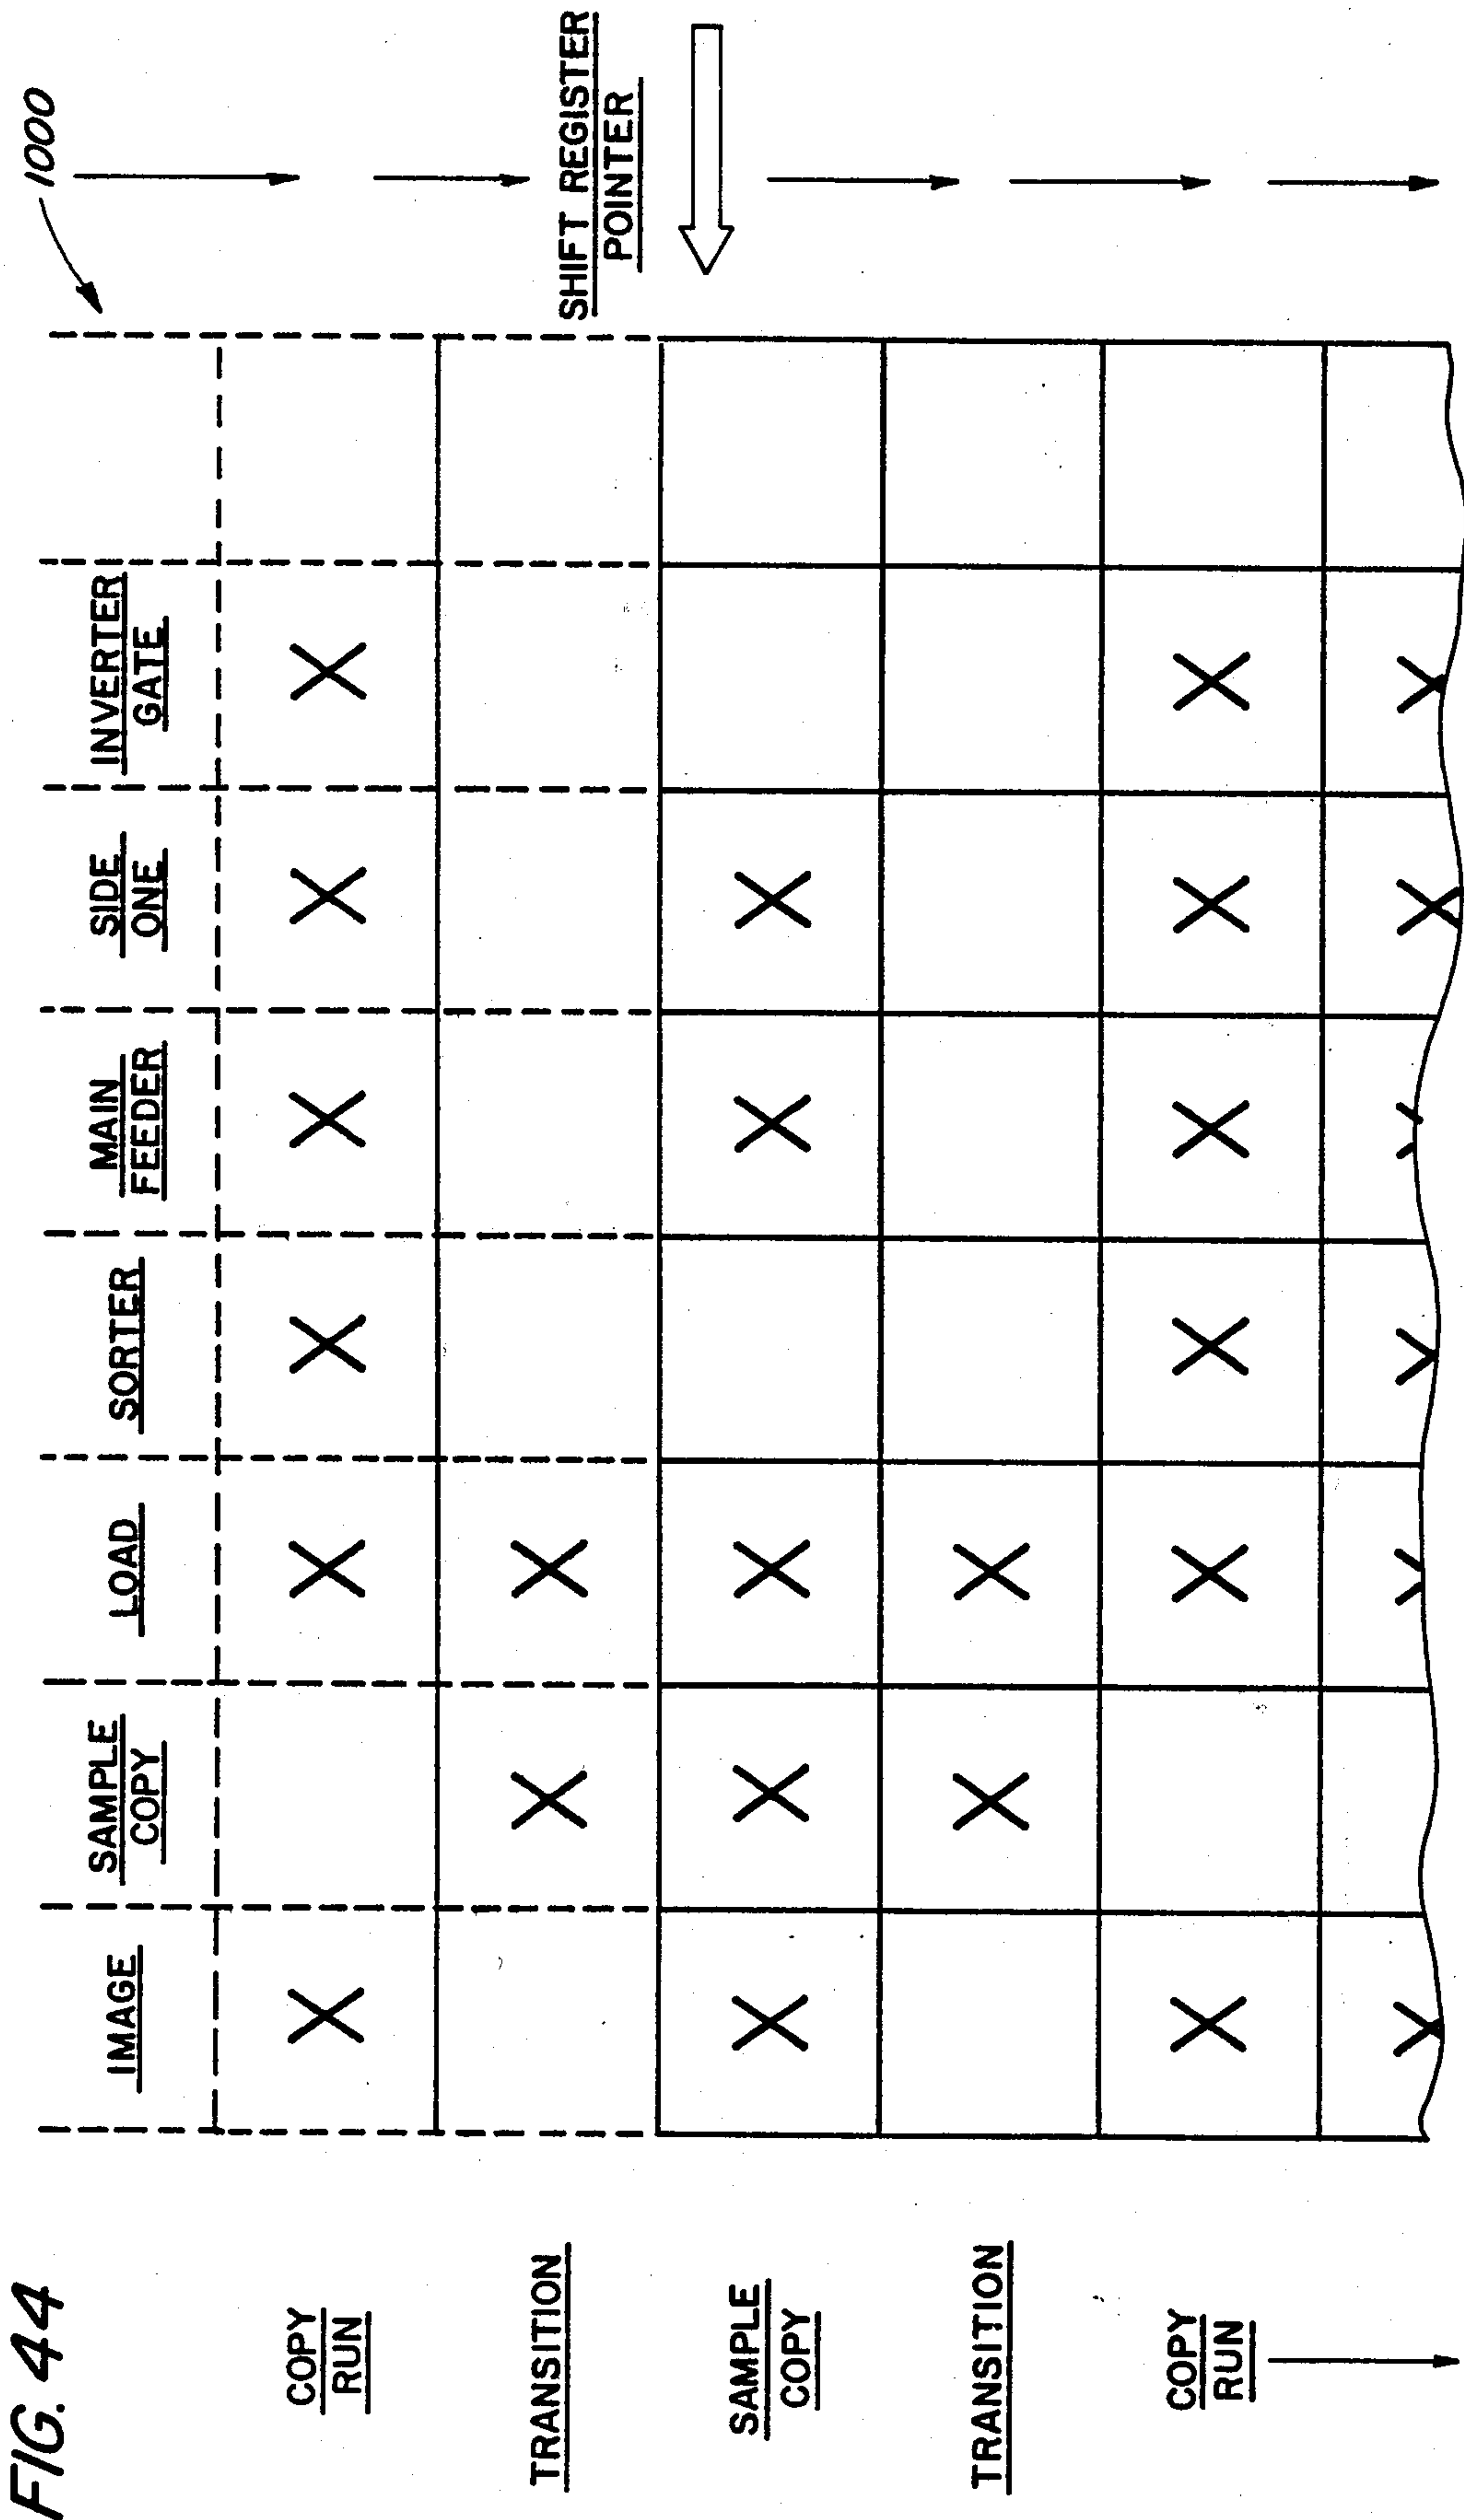 FIG. 44
1000
IMAGE
SAMPLE
COPY
LOAD
SORTER
MAIN
FEEDER
SIDE
ONE
INVERTER
GATE
COPY
RUN
X X X X X X
TRANSITION
X X
SHIFT REGISTER
POINTER
SAMPLE
COPY
X X X X X
TRANSITION
X X
COPY
RUN
X X X X X X
X X X X X X